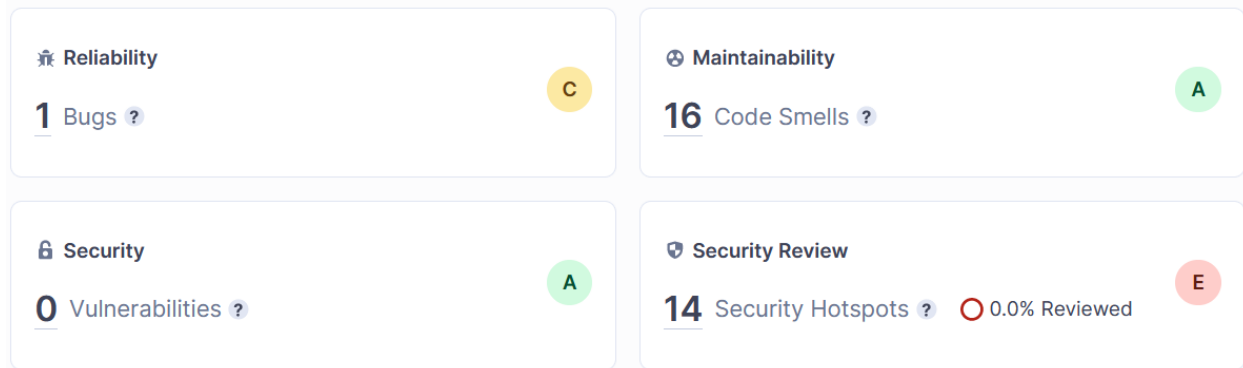 Reliability
1 Bugs ?
C
Maintainability
16 Code Smells ?
A
Security
0 Vulnerabilities ?
A
Security Review
14 Security Hotspots ? 0.0% Reviewed
E